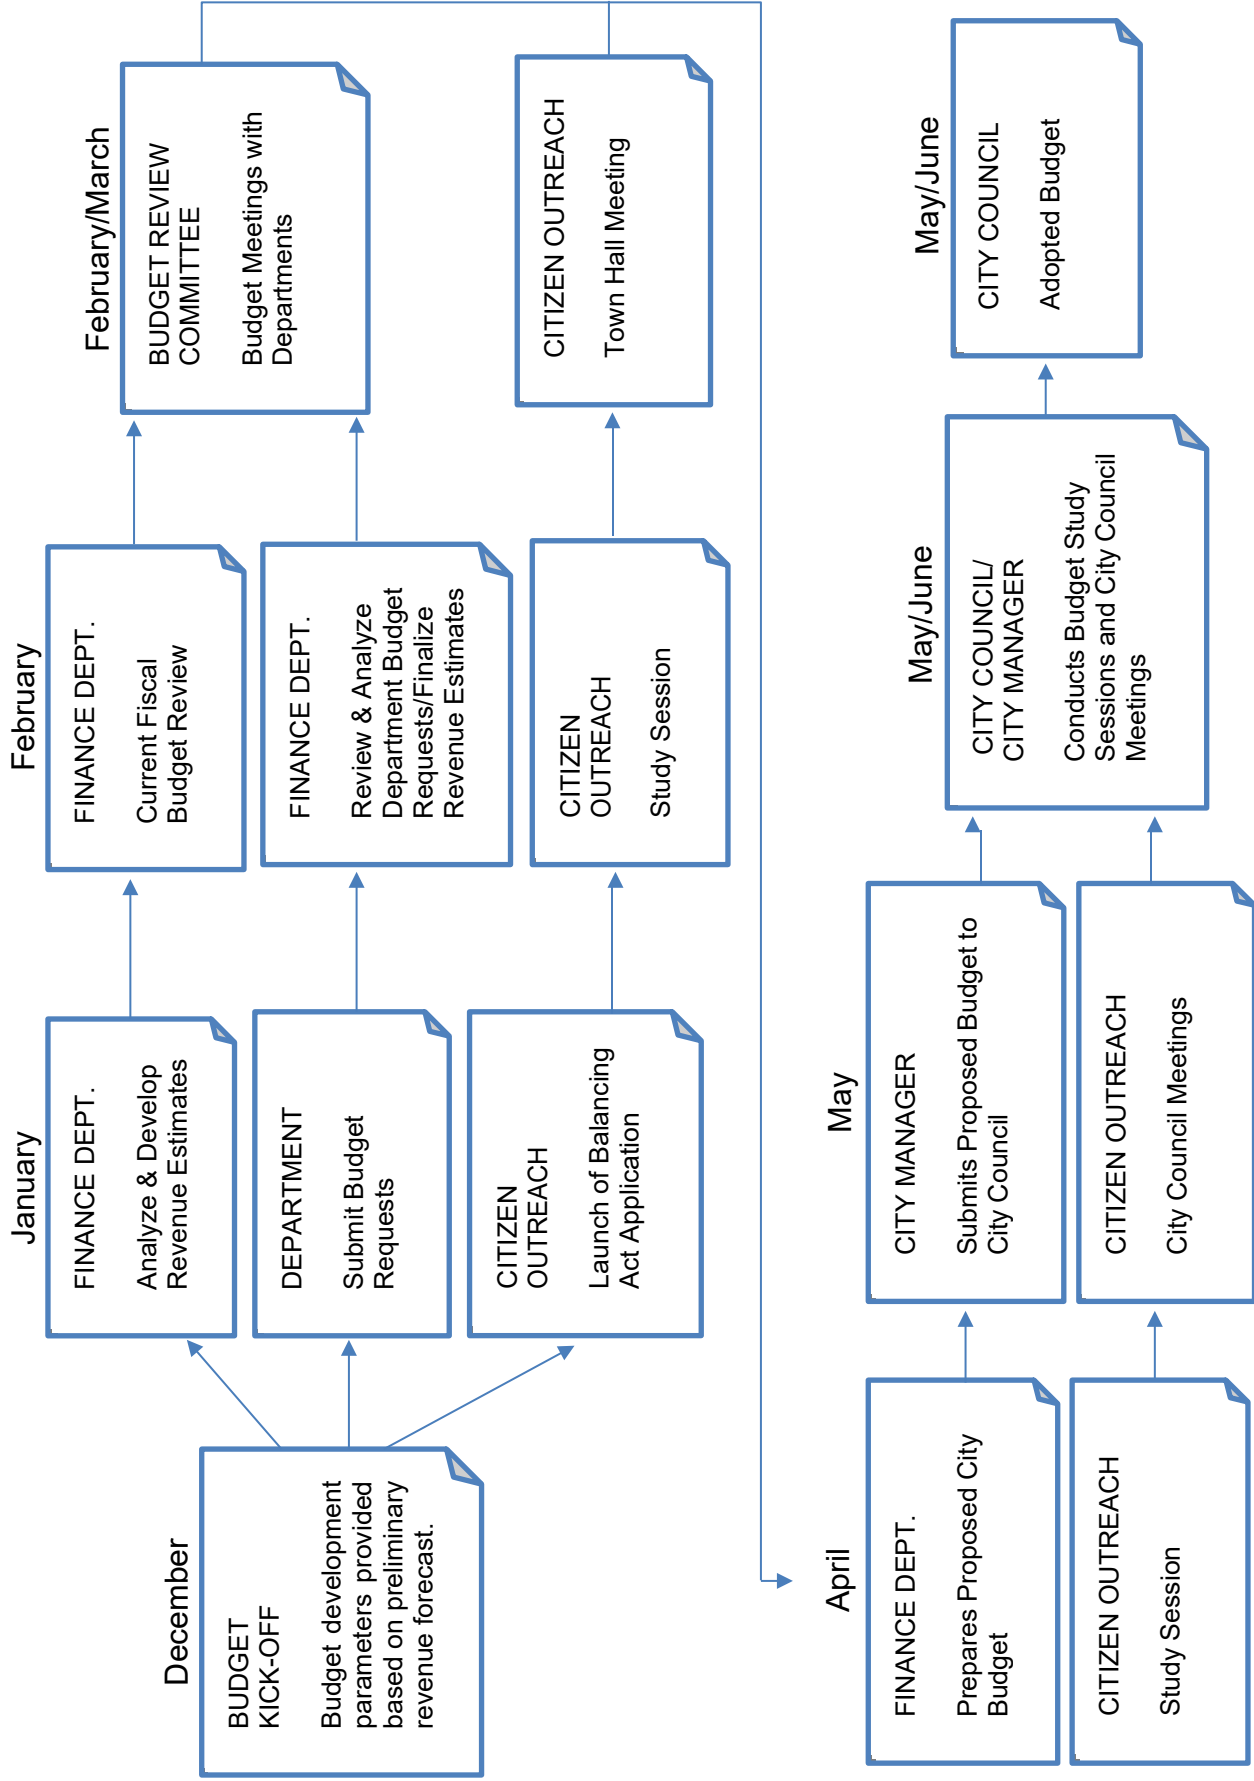 December
BUDGET
KICK-OFF
Budget development
parameters provided
based on preliminary
revenue forecast.
January
FINANCE DEPT.
Analyze & Develop
Revenue Estimates
DEPARTMENT
Submit Budget
Requests
CITIZEN
OUTREACH
Launch of Balancing
Act Application
February
FINANCE DEPT.
Current Fiscal
Budget Review
FINANCE DEPT.
Review & Analyze
Department Budget
Requests/Finalize
Revenue Estimates
CITIZEN
OUTREACH
Study Session
February/March
BUDGET REVIEW
COMMITTEE
Budget Meetings with
Departments
CITIZEN OUTREACH
Town Hall Meeting
April
FINANCE DEPT.
Prepares Proposed City
Budget
CITIZEN OUTREACH
Study Session
May
CITY MANAGER
Submits Proposed Budget to
City Council
CITIZEN OUTREACH
City Council Meetings
May/June
CITY COUNCIL/
CITY MANAGER
Conducts Budget Study
Sessions and City Council
Meetings
May/June
CITY COUNCIL
Adopted Budget